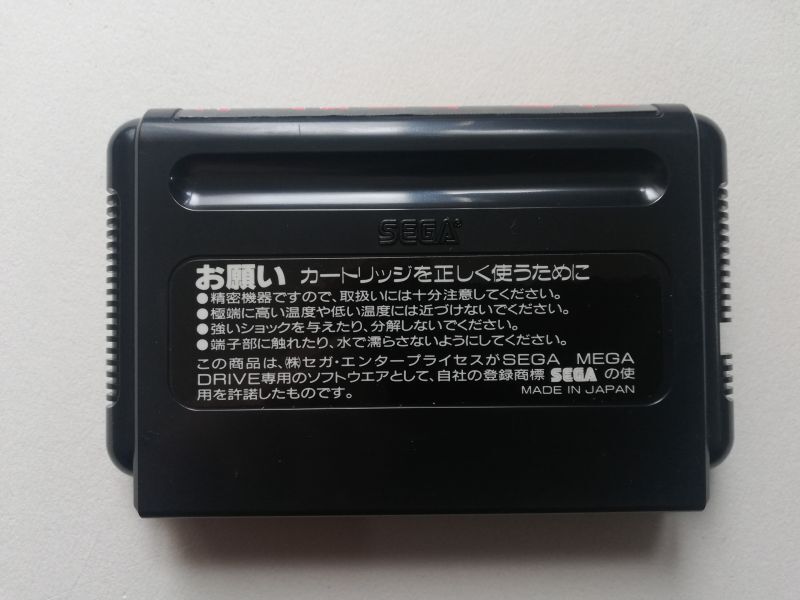 SEGA®
お願い カートリッジを正しく使うために
●精密機器ですので、取扱いには十分注意してください。
●極端に高い温度や低い温度には近づけないでください。
●強いショックを与えたり、分解しないでください。
●端子部に触れたり、水で濡らさないようにしてください。
この商品は、㈱セガ・エンタープライセスがSEGA MEGA
DRIVE専用のソフトウエアとして、自社の登録商標 SEGA の使
用を許諾したものです。
MADE IN JAPAN